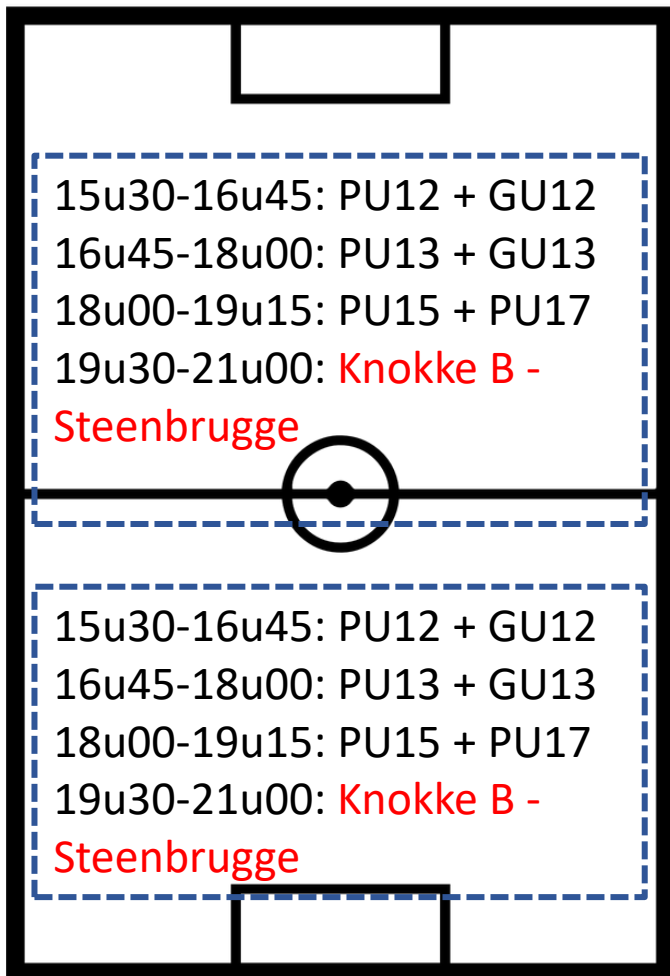 15u30-16u45: PU12 + GU12
16u45-18u00: PU13 + GU13
18u00-19u15: PU15 + PU17
19u30-21u00: Knokke B -
Steenbrugge
15u30-16u45: PU12 + GU12
16u45-18u00: PU13 + GU13
18u00-19u15: PU15 + PU17
19u30-21u00: Knokke B -
Steenbrugge